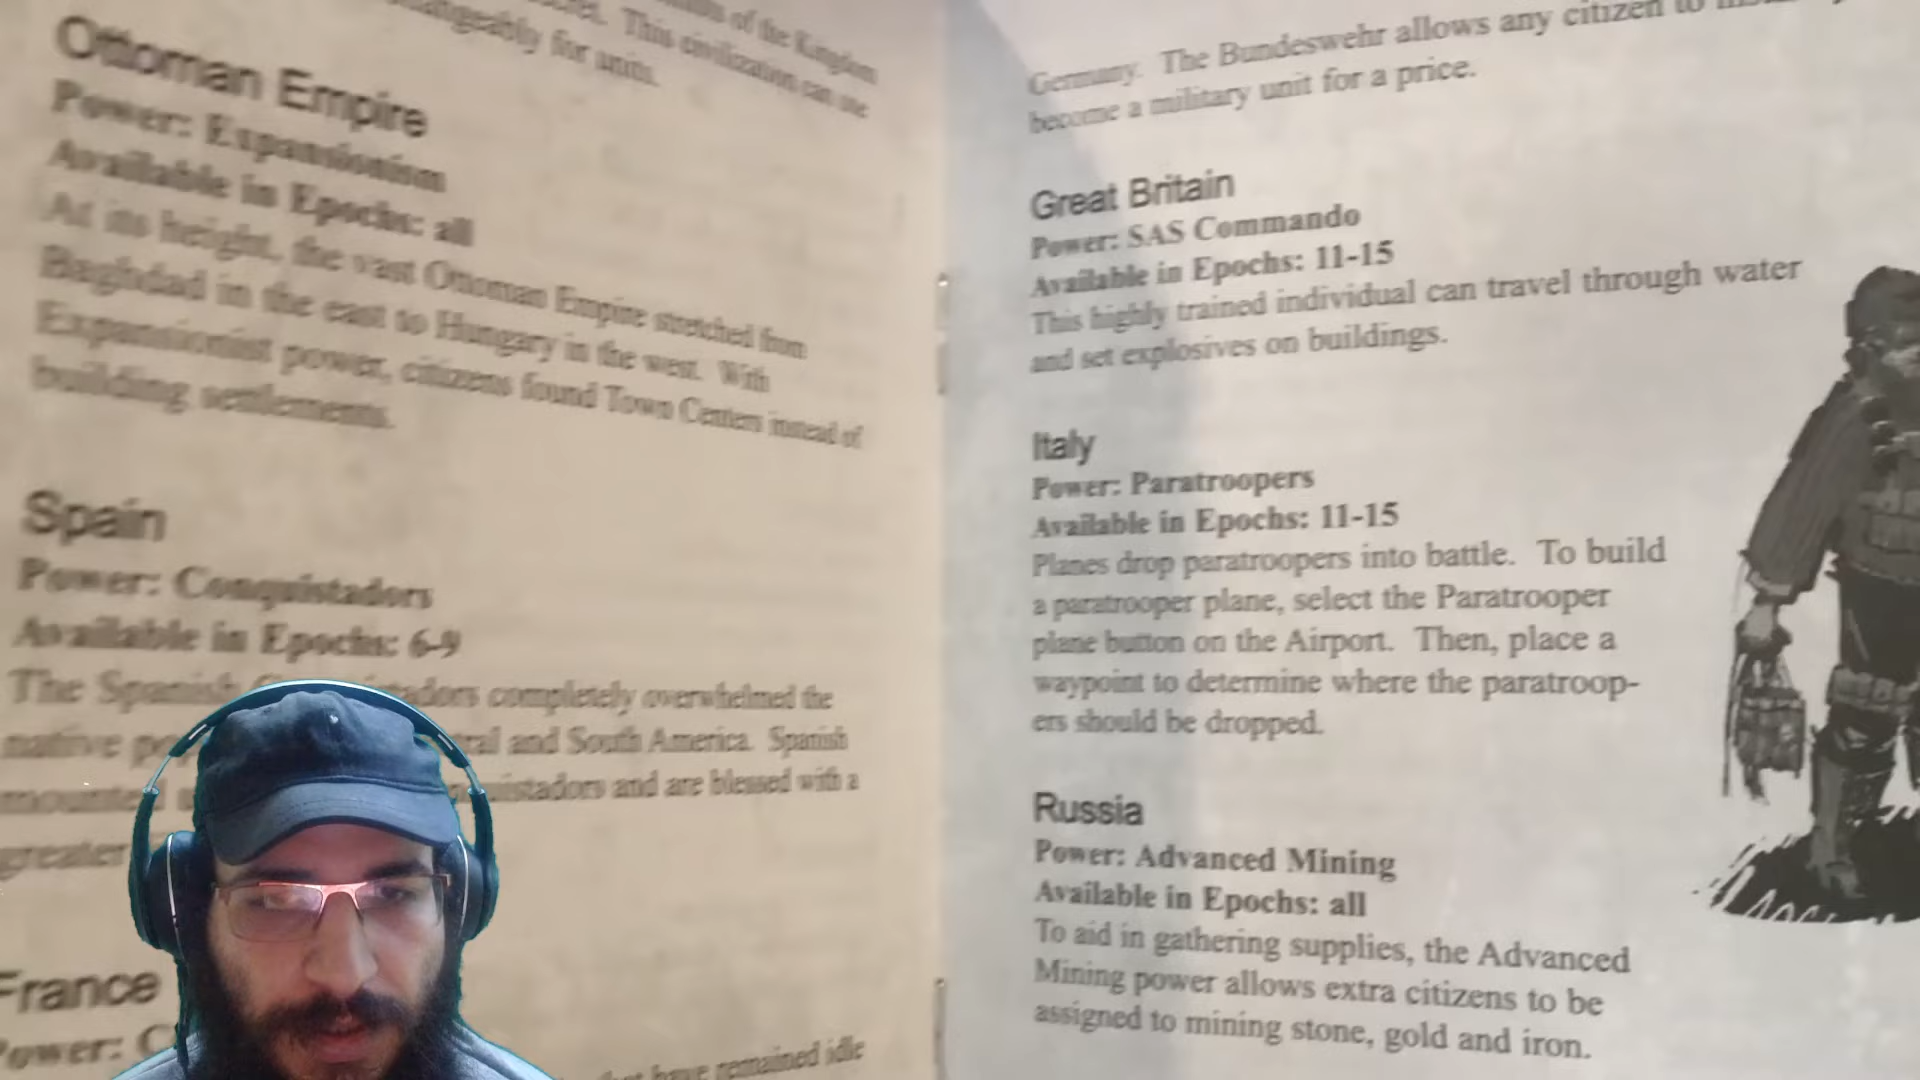 of the Kingdom
This civilization can use
for units.
Ottoman Empire
Power: Expansionism
Available in Epochs: all
At its height, the vast Ottoman Empire stretched from
Baghdad in the east to Hungary in the west. With
Expansionist power, citizens found Town Centers instead of
building settlements.
Spain
Power: Conquistadors
Available in Epochs: 6-9
The Spanish completely overwhelmed the
native and South America. Spanish
and are blessed with a
greater
France
Power:
have remained idle
Germany. The Bundeswehr allows any citizen to
become a military unit for a price.
Great Britain
Power: SAS Commando
Available in Epochs: 11-15
This highly trained individual can travel through water
and set explosives on buildings.
Italy
Power: Paratroopers
Available in Epochs: 11-15
Planes drop paratroopers into battle. To build
a paratrooper plane, select the Paratrooper
plane button on the Airport. Then, place a
waypoint to determine where the paratroop-
ers should be dropped.
Russia
Power: Advanced Mining
Available in Epochs: all
To aid in gathering supplies, the Advanced
Mining power allows extra citizens to be
assigned to mining stone, gold and iron.